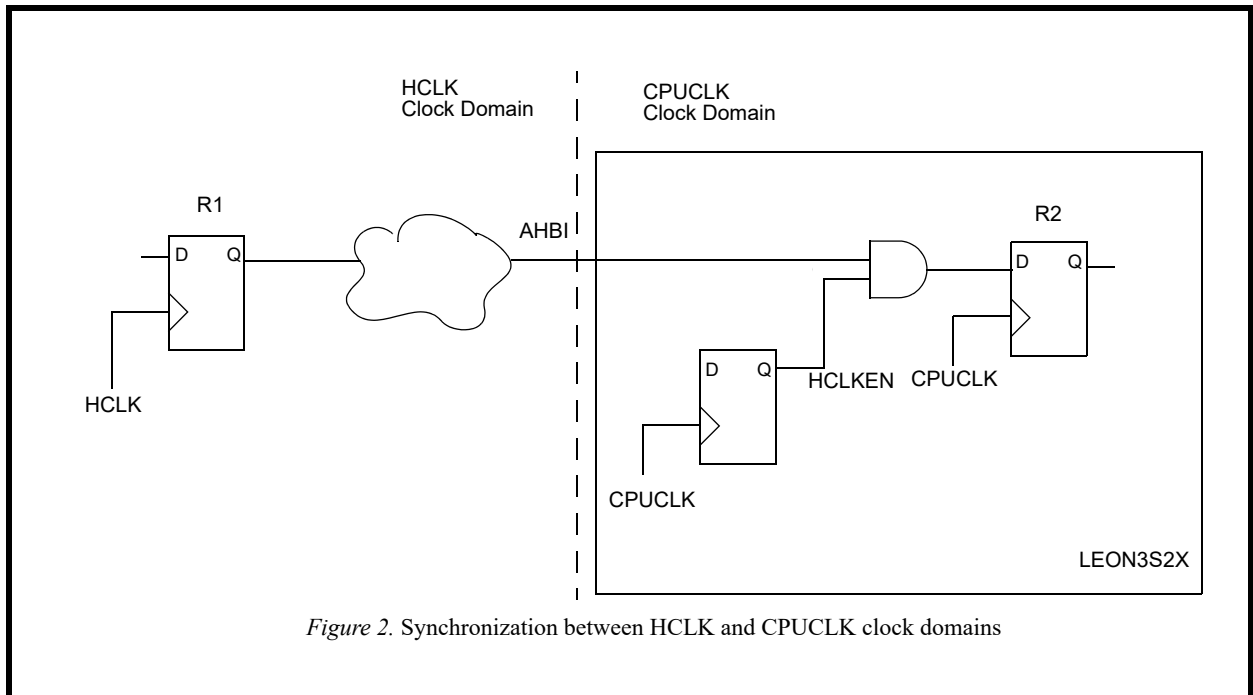 HCLK
Clock Domain
CPUCLK
Clock Domain
R1
D Q
HCLK
AHBI
R2
D Q
CPUCLK
D Q
HCLKEN
CPUCLK
LEON3S2X
Figure 2. Synchronization between HCLK and CPUCLK clock domains